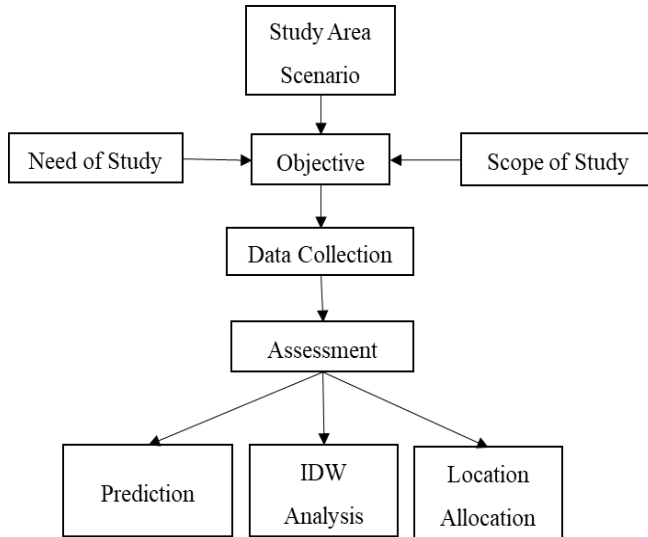 Study Area
Scenario
Need of Study
Objective
Scope of Study
Data Collection
Assessment
Prediction
IDW
Analysis
Location
Allocation